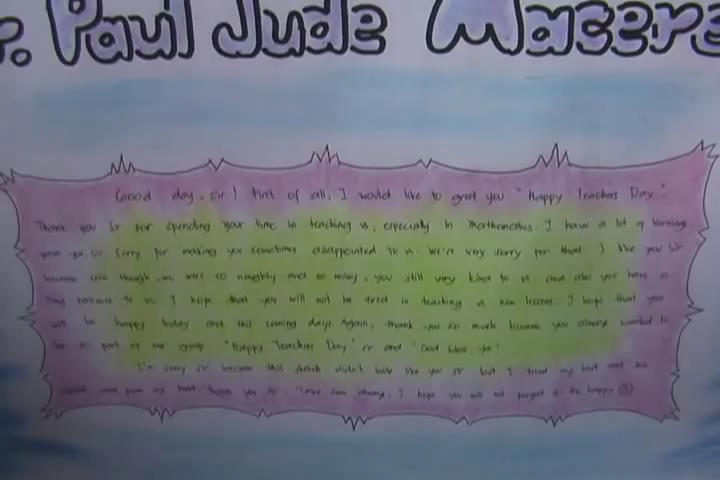 r. Paul Jude Macere
Good day, sir! First of all, I would like to greet you "Happy Teachers Day".
Thank you Sir for spending your time in teaching us, especially in Mathematics. I have a lot of learnings
from you, sir. Sorry for making you sometimes disappointed to us. We're very sorry for that. I like you sir
because even though, we were so naughty and so noisy, you still very kind to us and also you have a
long patience to us. I hope that you will not be tired in teaching a new lessons. I hope that you
will be happy today and this coming days. Again, thank you so much because you always wanted to
be a part of our group. "Happy Teachers Day" sir and "God bless you"
I'm sorry sir because this sketch didn't look like you sir but I tried my best and this
sketch was from my heart. thank you sir. I hope you will not forget us. Be happy